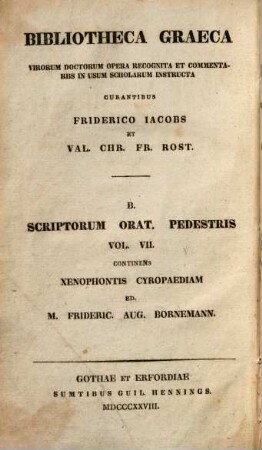 BIBLIOTHECA GRAECA
VIRORUM DOCTORUM OPERA RECOGNITA ET COMMENTA-
RIIS IN USUM SCHOLARUM INSTRUCTA
CURANTIBUS
FRIDERICO IACOBS
ET
VAL. CHR. FR. ROST.
B.
SCRIPTORUM ORAT. PEDESTRIS
VOL. VII.
CONTINENS
XENOPHONTIS CYROPAEDIAM
ED.
M. FRIDERIC. AUG. BORNEMANN.
GOTHAE ET ERFORDIAE
SUMTIBUS GUIL. HENNINGS.
MDCCCXXVIII.